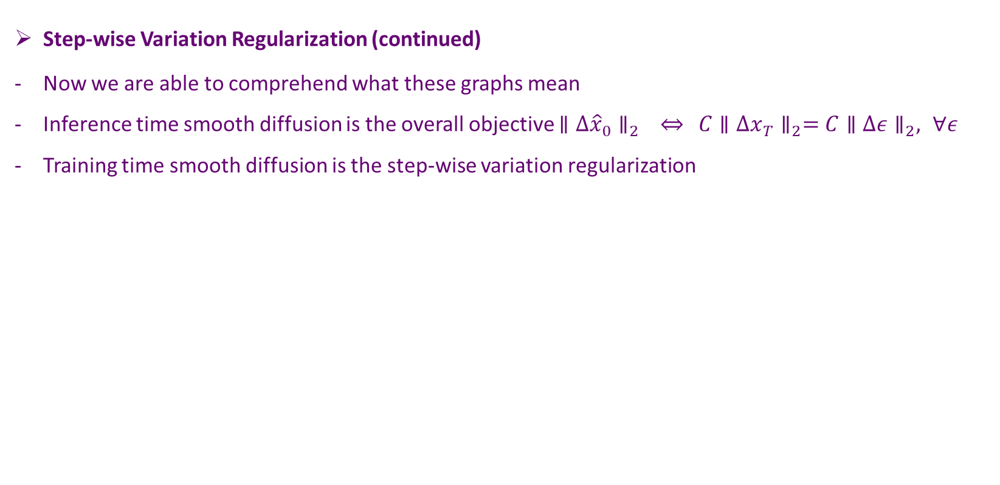 ➢ Step-wise Variation Regularization (continued)
- Now we are able to comprehend what these graphs mean
- Inference time smooth diffusion is the overall objective ∥ Δx̂₀ ∥₂ ⇔ C ∥ Δx_T ∥₂= C ∥ Δϵ ∥₂, ∀ϵ
- Training time smooth diffusion is the step-wise variation regularization